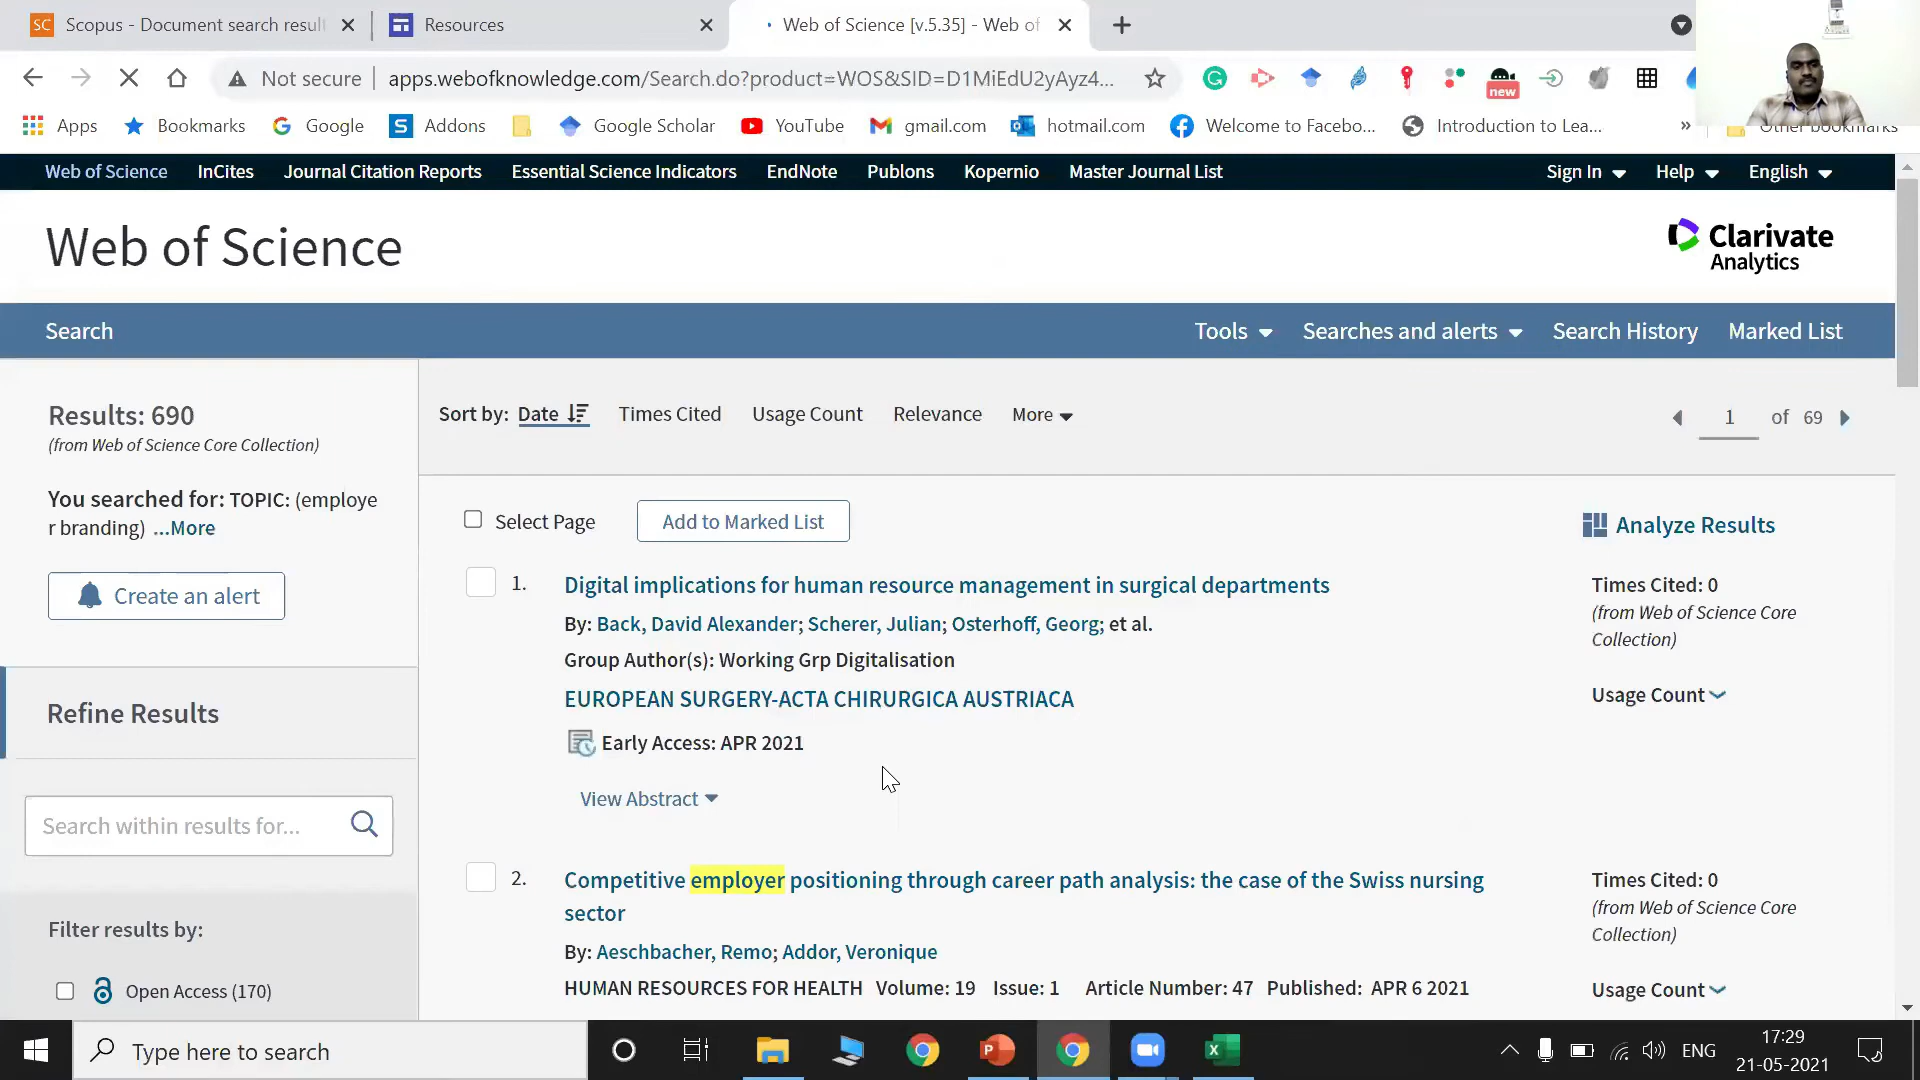 SC Scopus - Document search result
Resources
Web of Science [v.5.35] - Web of
Not secure
apps.webofknowledge.com/Search.do?product=WOS&SID=D1MiEdU2yAyz4...
new
Apps
Bookmarks
Google
S Addons
Google Scholar
YouTube
gmail.com
hotmail.com
Welcome to Facebo...
Introduction to Lea...
»
Other bookmarks
Web of Science
InCites
Journal Citation Reports
Essential Science Indicators
EndNote
Publons
Kopernio
Master Journal List
Sign In
Help
English
Web of Science
Clarivate
Analytics
Search
Tools
Searches and alerts
Search History
Marked List
Results: 690
(from Web of Science Core Collection)
You searched for: TOPIC: (employe
r branding) ...More
Create an alert
Refine Results
Search within results for...
Filter results by:
Open Access (170)
Sort by: Date
Times Cited
Usage Count
Relevance
More
1 of 69
Select Page
Add to Marked List
Analyze Results
1. Digital implications for human resource management in surgical departments
By: Back, David Alexander; Scherer, Julian; Osterhoff, Georg; et al.
Group Author(s): Working Grp Digitalisation
EUROPEAN SURGERY-ACTA CHIRURGICA AUSTRIACA
Early Access: APR 2021
View Abstract
Times Cited: 0
(from Web of Science Core
Collection)
Usage Count
2. Competitive employer positioning through career path analysis: the case of the Swiss nursing
sector
By: Aeschbacher, Remo; Addor, Veronique
HUMAN RESOURCES FOR HEALTH Volume: 19 Issue: 1 Article Number: 47 Published: APR 6 2021
Times Cited: 0
(from Web of Science Core
Collection)
Usage Count
Type here to search
ENG
17:29
21-05-2021